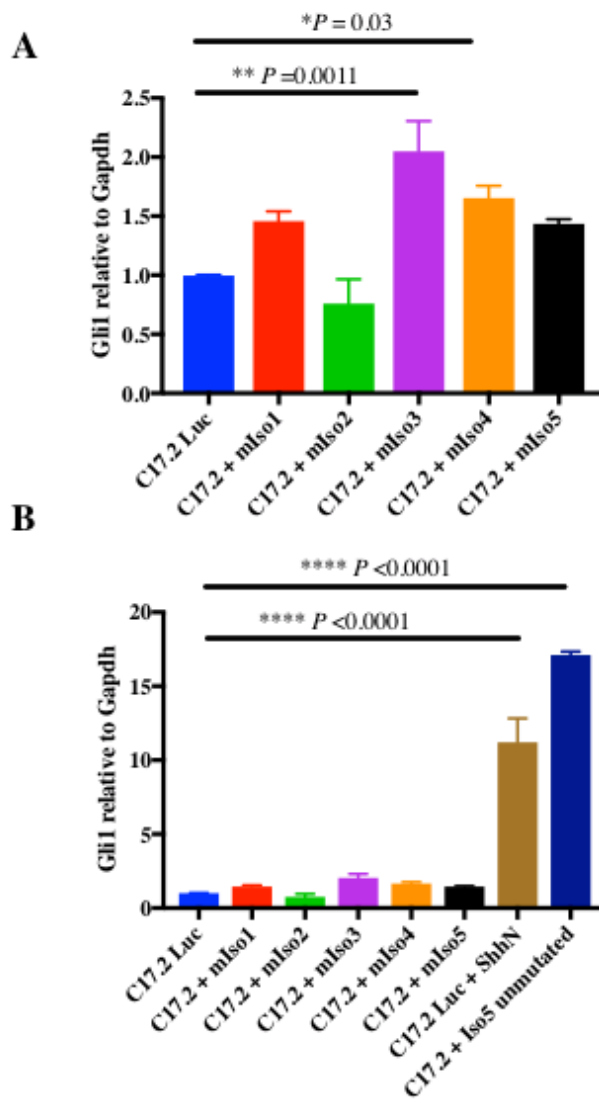 A
*P = 0.03
** P =0.0011
Gli1 relative to Gapdh
2.5
2.0
1.5
1.0
0.5
0.0
C17.2 Luc
C17.2 + mIso1
C17.2 + mIso2
C17.2 + mIso3
C17.2 + mIso4
C17.2 + mIso5
B
**** P <0.0001
**** P <0.0001
Gli1 relative to Gapdh
20
15
10
5
0
C17.2 Luc
C17.2 + mIso1
C17.2 + mIso2
C17.2 + mIso3
C17.2 + mIso4
C17.2 + mIso5
C17.2 Luc + ShhN
C17.2 + Iso5 unmutated